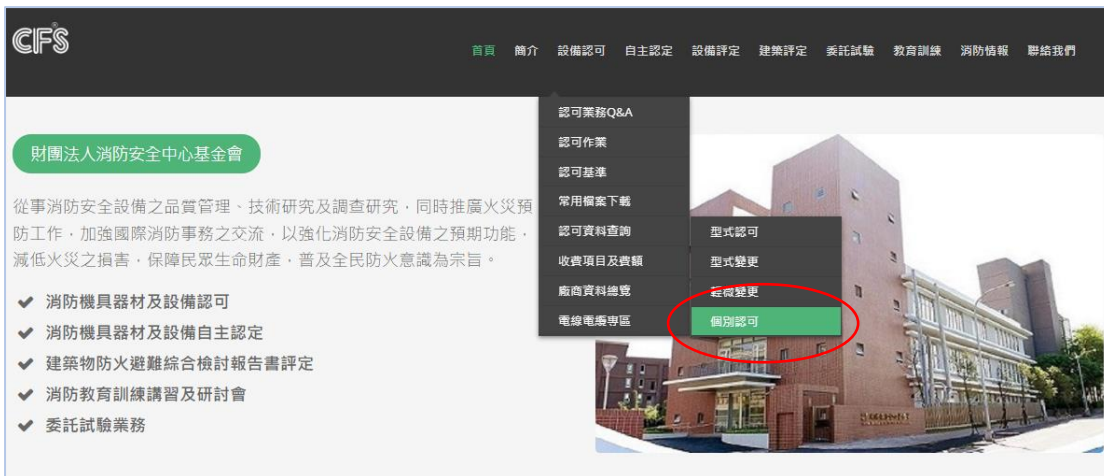 CFS
首頁 簡介 設備認可 自主認定 設備評定 建築評定 委託試驗 教育訓練 消防情報 聯絡我們
認可業務Q&A
認可作業
認可基準
常用檔案下載
認可資料查詢
收費項目及費額
廠商資料總覽
電線電纜專區
型式認可
型式變更
輕微變更
個別認可
財團法人消防安全中心基金會
從事消防安全設備之品質管理、技術研究及調查研究,同時推廣火災預
防工作,加強國際消防事務之交流,以強化消防安全設備之預期功能,
減低火災之損害,保障民眾生命財產,普及全民防火意識為宗旨。
消防機具器材及設備認可
消防機具器材及設備自主認定
建築物防火避難綜合檢討報告書評定
消防教育訓練講習及研討會
委託試驗業務